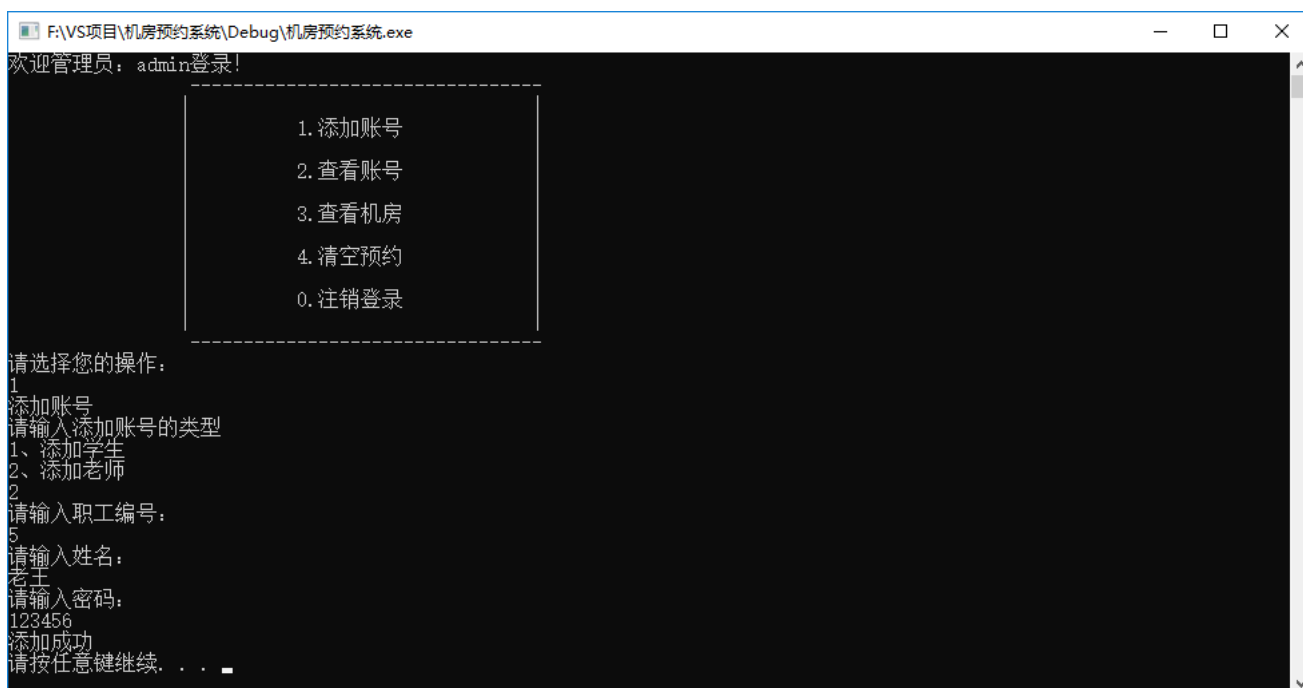 F:\VS项目\机房预约系统\Debug\机房预约系统.exe
欢迎管理员：admin登录！
---------------------------------
1.添加账号
2.查看账号
3.查看机房
4.清空预约
0.注销登录
---------------------------------
请选择您的操作：
1
添加账号
请输入添加账号的类型
1、添加学生
2、添加老师
2
请输入职工编号：
5
请输入姓名：
老王
请输入密码：
123456
添加成功
请按任意键继续. . .